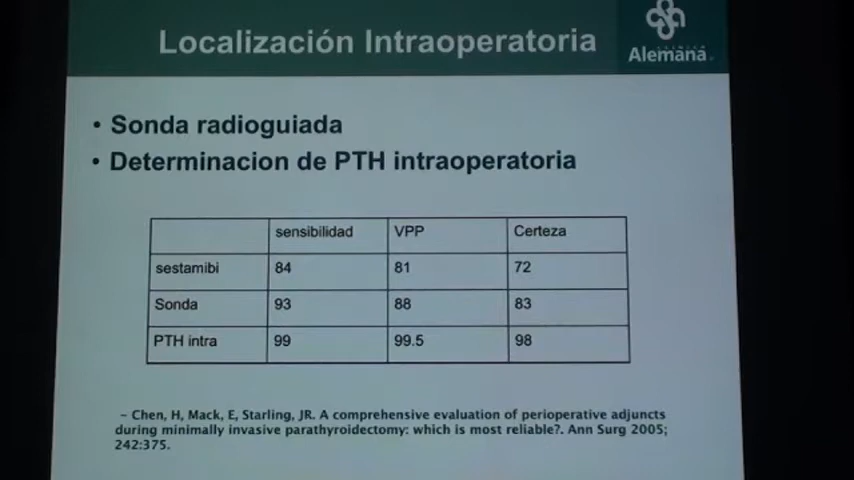 Localización Intraoperatoria
Alemana
• Sonda radioguiada
• Determinacion de PTH intraoperatoria
sensibilidad VPP Certeza
sestamibi 84 81 72
Sonda 93 88 83
PTH intra 99 99.5 98
– Chen, H, Mack, E, Starling, JR. A comprehensive evaluation of perioperative adjuncts
during minimally invasive parathyroidectomy: which is most reliable?. Ann Surg 2005;
242:375.